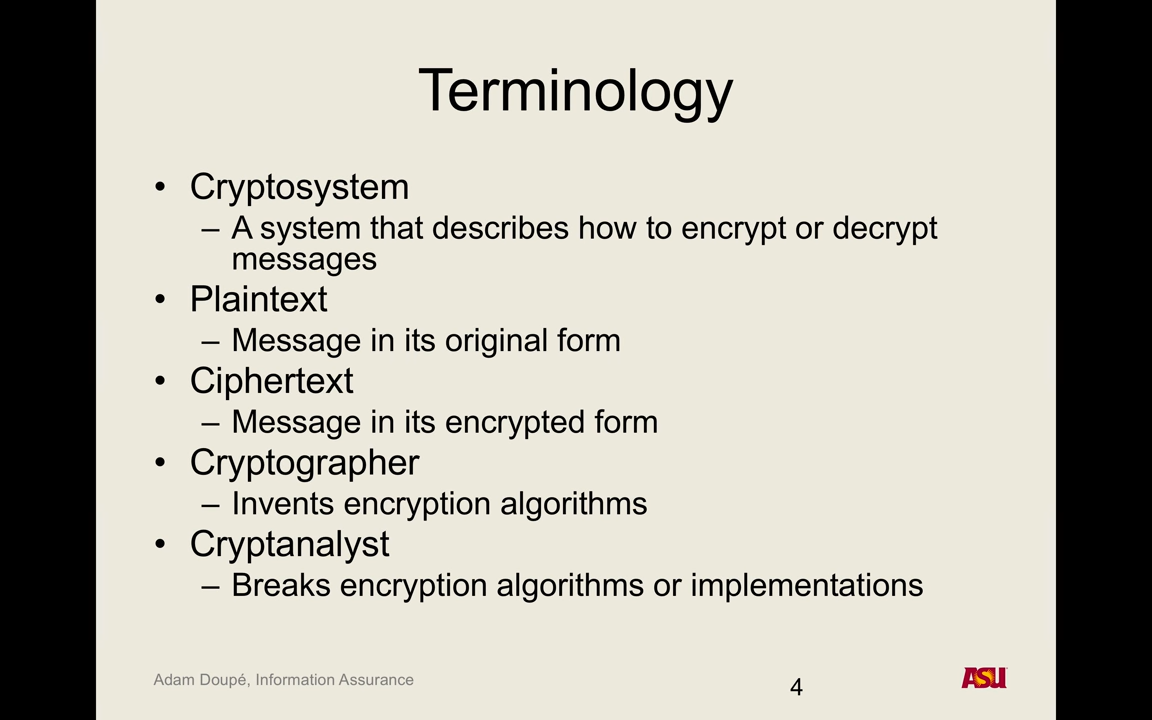 Terminology
• Cryptosystem
– A system that describes how to encrypt or decrypt
messages
• Plaintext
– Message in its original form
• Ciphertext
– Message in its encrypted form
• Cryptographer
– Invents encryption algorithms
• Cryptanalyst
– Breaks encryption algorithms or implementations
Adam Doupé, Information Assurance
4
ASU